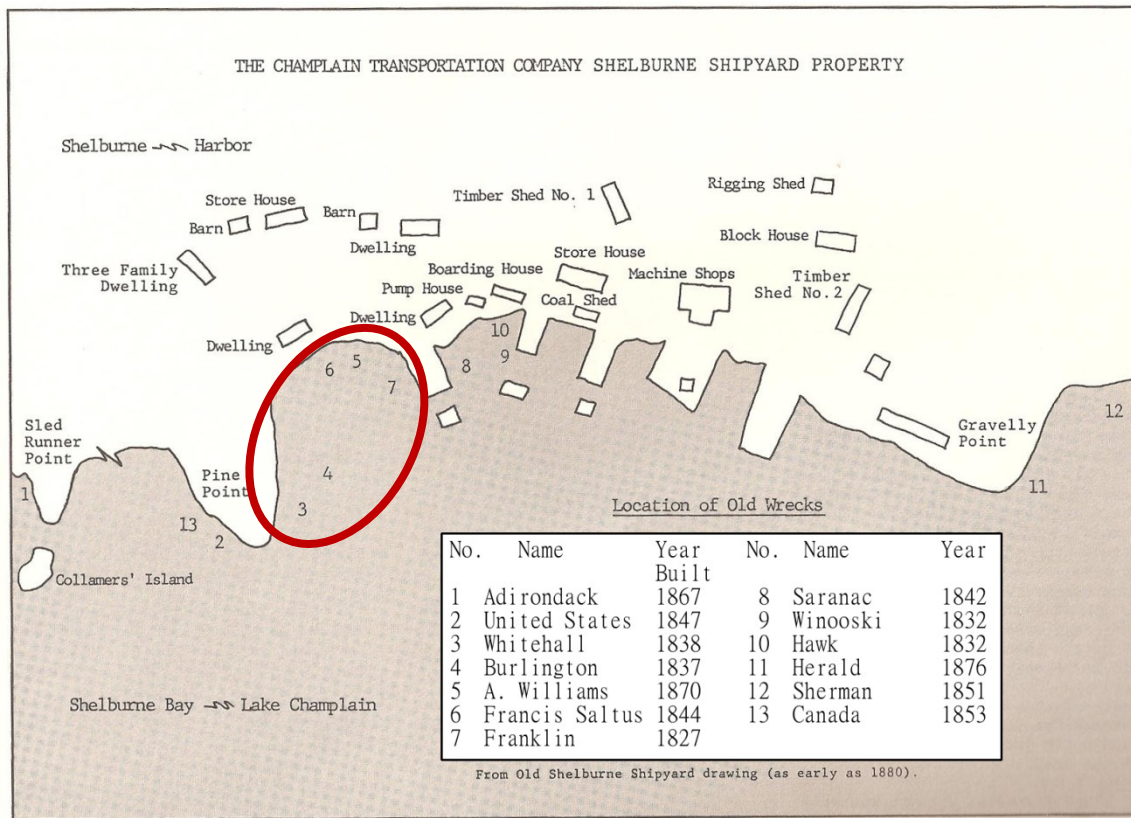 THE CHAMPLAIN TRANSPORTATION COMPANY SHELBURNE SHIPYARD PROPERTY
Shelburne Harbor
Timber Shed No. 1
Rigging Shed
Store House
Barn
Barn
Dwelling
Block House
Three Family
Dwelling
Boarding House
Store House
Machine Shops
Timber
Shed No.2
Pump House
Coal Shed
Dwelling
Dwelling
10
9
8
5
6
7
12
Sled
Runner
Point
Gravelly
Point
Pine
Point
4
3
1
13
2
11
Collamers' Island
Location of Old Wrecks
No. Name Year Built No. Name Year
1 Adirondack 1867 8 Saranac 1842
2 United States 1847 9 Winooski 1832
3 Whitehall 1838 10 Hawk 1832
4 Burlington 1837 11 Herald 1876
5 A. Williams 1870 12 Sherman 1851
6 Francis Saltus 1844 13 Canada 1853
7 Franklin 1827
Shelburne Bay Lake Champlain
From Old Shelburne Shipyard drawing (as early as 1880).